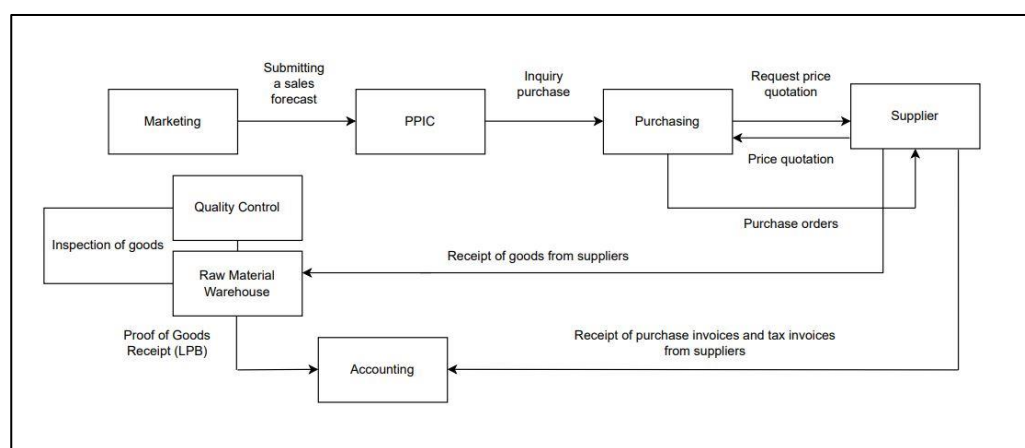 Submitting
a sales
forecast
Inquiry
purchase
Request price
quotation
Marketing
PPIC
Purchasing
Supplier
Price quotation
Quality Control
Purchase orders
Inspection of goods
Receipt of goods from suppliers
Raw Material
Warehouse
Proof of Goods
Receipt (LPB)
Receipt of purchase invoices and tax invoices
from suppliers
Accounting